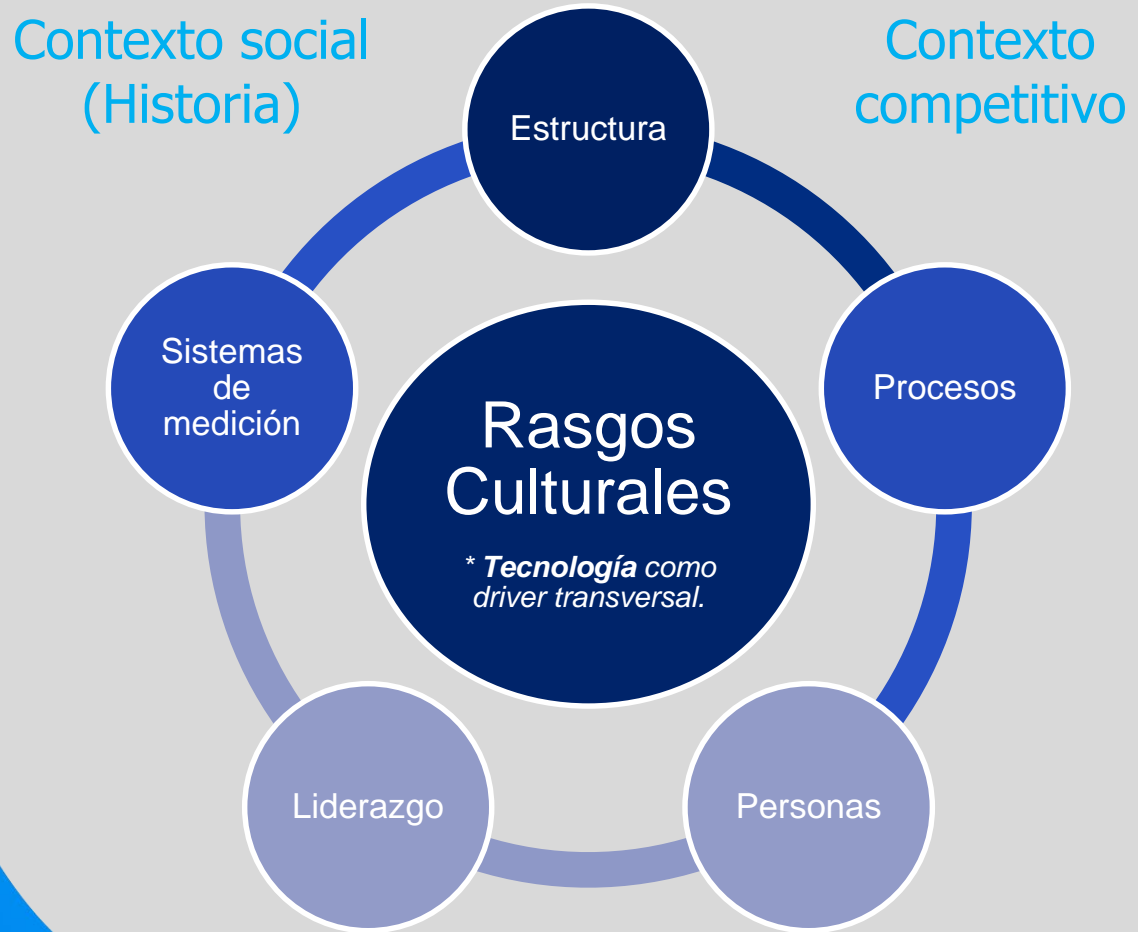 Contexto social
(Historia)
Contexto
competitivo
Estructura
Sistemas
de
medición
Procesos
Rasgos
Culturales
* Tecnología como
driver transversal.
Liderazgo
Personas